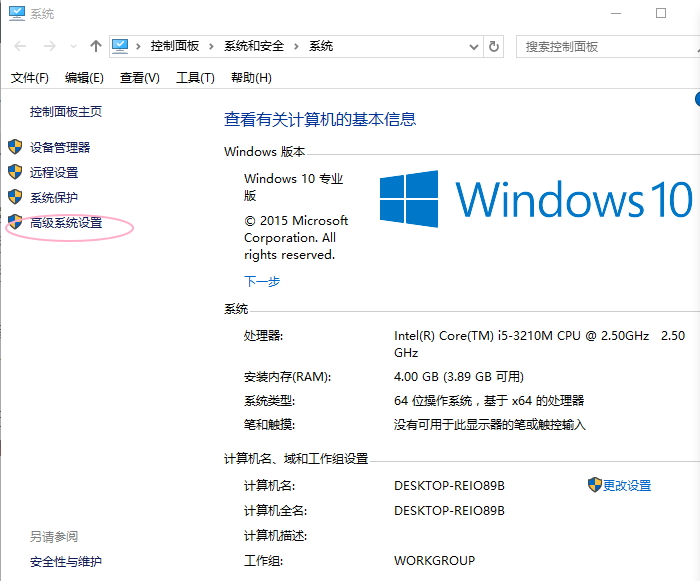 系统
控制面板 系统和安全 系统
搜索控制面板
文件(F) 编辑(E) 查看(V) 工具(T) 帮助(H)
控制面板主页
设备管理器
远程设置
系统保护
高级系统设置
另请参阅
安全性与维护
查看有关计算机的基本信息
Windows 版本
Windows 10 专业
版
© 2015 Microsoft
Corporation. All
rights reserved.
下一步
Windows 10
系统
处理器: Intel(R) Core(TM) i5-3210M CPU @ 2.50GHz 2.50
GHz
安装内存(RAM): 4.00 GB (3.89 GB 可用)
系统类型: 64 位操作系统，基于 x64 的处理器
笔和触摸: 没有可用于此显示器的笔或触控输入
计算机名、域和工作组设置
计算机名: DESKTOP-REIO89B 更改设置
计算机全名: DESKTOP-REIO89B
计算机描述:
工作组: WORKGROUP